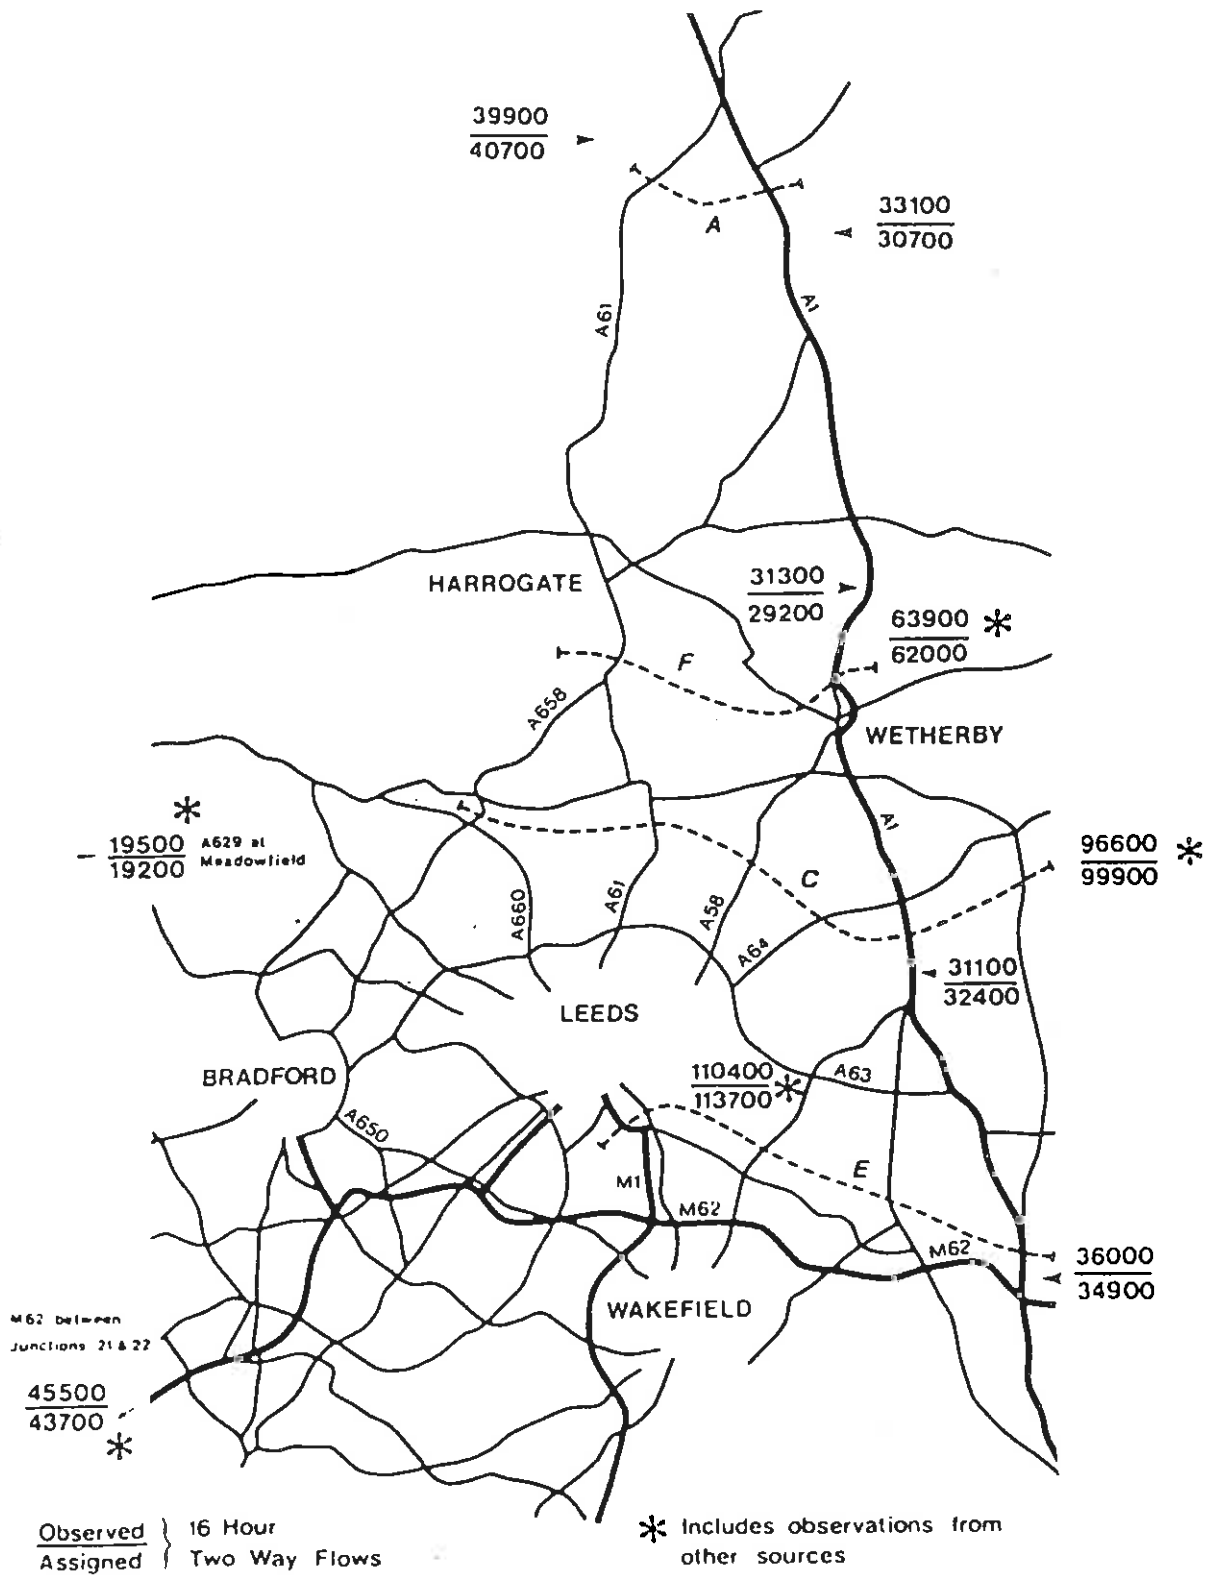 39900
40700
A
33100
30700
A61
A1
HARROGATE
31300
29200
63900 *
62000
F
A658
WETHERBY
*
19500 A629 at
19200 Meadowfield
A1
96600 *
99900
C
A660
A61
A58
A64
31100
32400
LEEDS
BRADFORD
110400 *
113700
A63
A650
E
M1
M62
M62
36000
34900
WAKEFIELD
M62 between
Junctions 21 & 22
45500
43700
*
Observed } 16 Hour
Assigned Two Way Flows
* Includes observations from
other sources